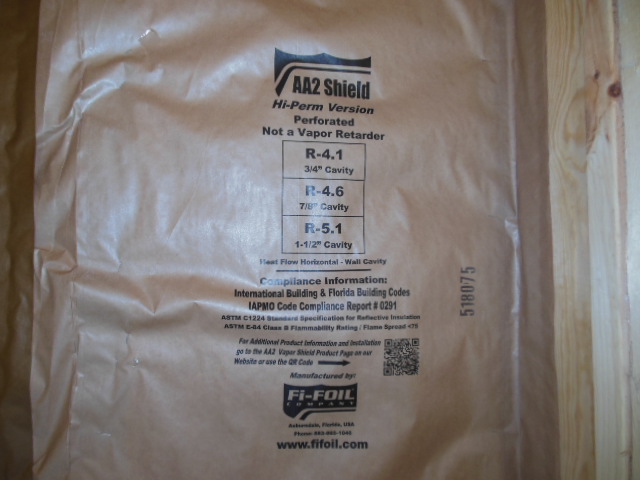 AA2 Shield
Hi-Perm Version
Perforated
Not a Vapor Retarder
R-4.1
3/4" Cavity
R-4.6
7/8" Cavity
R-5.1
1-1/2" Cavity
Heat Flow Horizontal - Wall Cavity
Compliance Information:
International Building & Florida Building Codes
IAPMO Code Compliance Report # 0291
ASTM C1224 Standard Specification for Reflective Insulation
ASTM E-84 Class B Flammability Rating / Flame Spread <75
For Additional Product Information and Installation
go to the AA2 Vapor Shield Product Page on our
Website or use the QR Code
518075
Manufactured by:
Fi-FOIL
COMPANY
Auburndale, Florida, USA
Phone:
www.fifoil.com